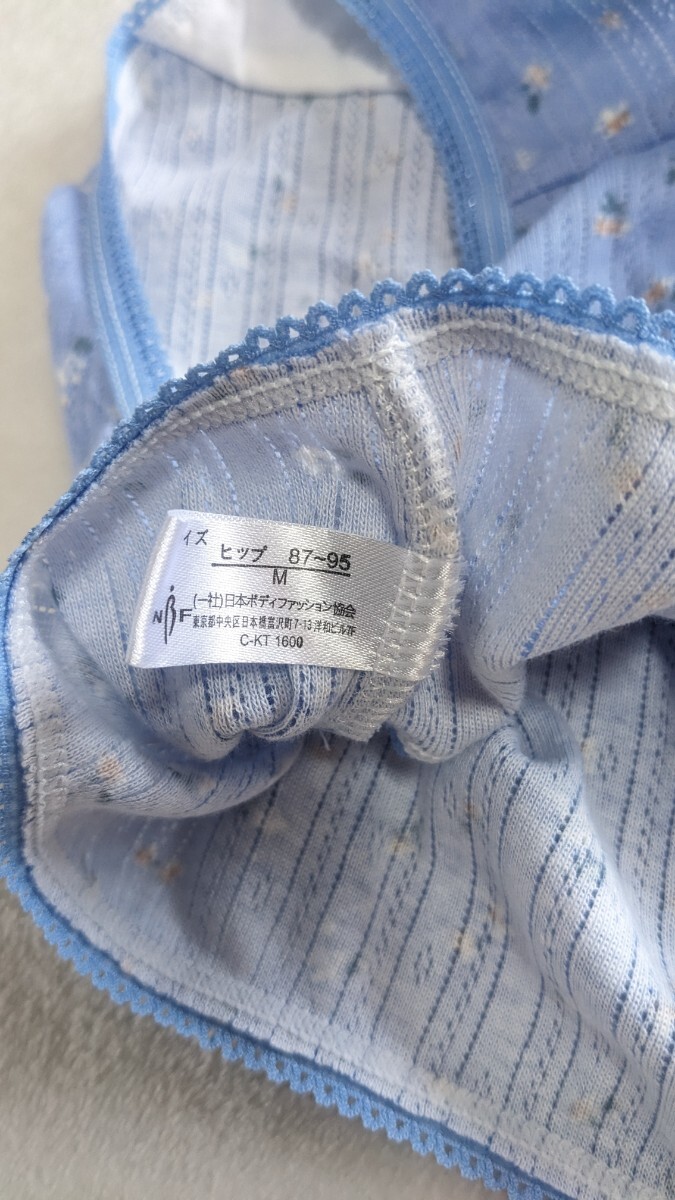 イズ
ヒップ 87~95
M
NBF
(一社)日本ボディファッション協会
東京都中央区日本橋富沢町7-13 洋和ビル7F
C-KT 1600